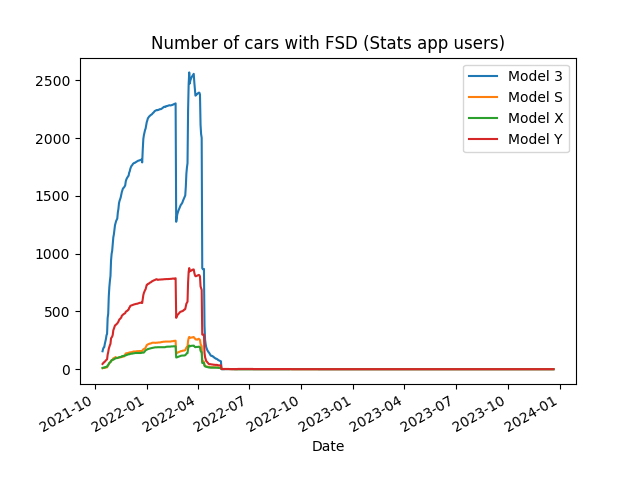 Number of cars with FSD (Stats app users)
Model 3
Model S
Model X
Model Y
2500
2000
1500
1000
500
0
2021-10
2022-01
2022-04
2022-07
2022-10
2023-01
2023-04
2023-07
2023-10
2024-01
Date